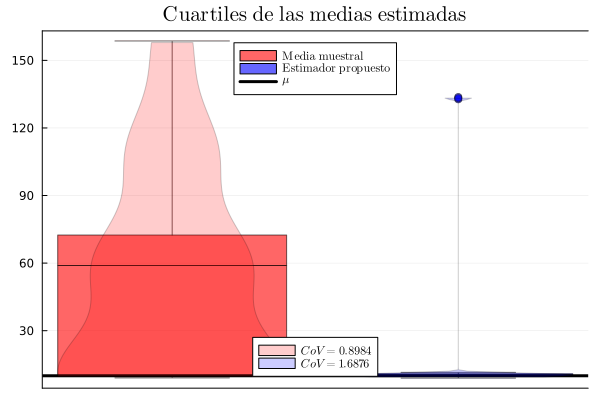 Cuartiles de las medias estimadas
150
120
90
60
30
Media muestral
Estimador propuesto
μ
CoV = 0.8984
CoV = 1.6876